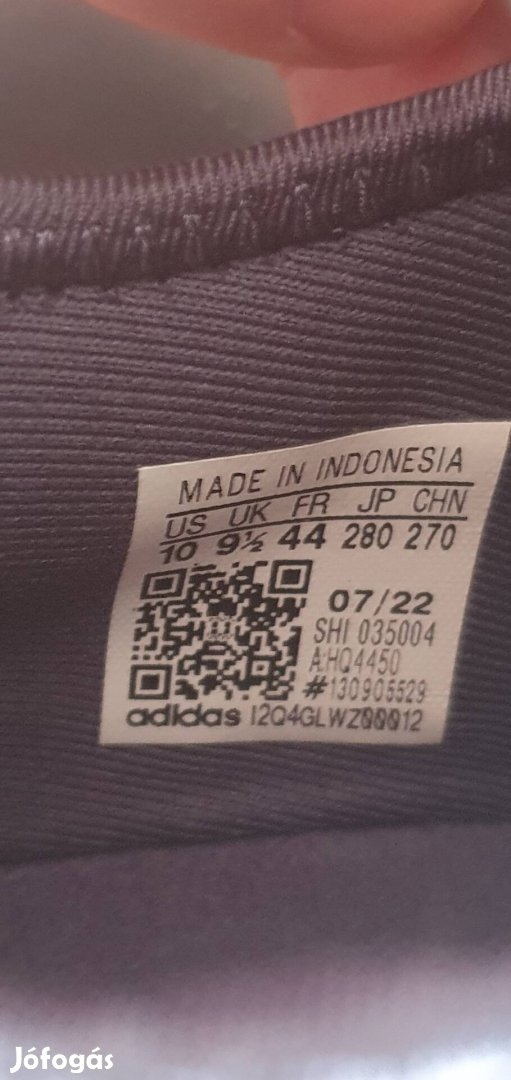 MADE IN INDONESIA
US UK FR JP CHN
10 9½ 44 280 270
07/22
SHI 035004
A:HQ4450
#130905529
adidas I2Q4GLWZ00012
Jófogás